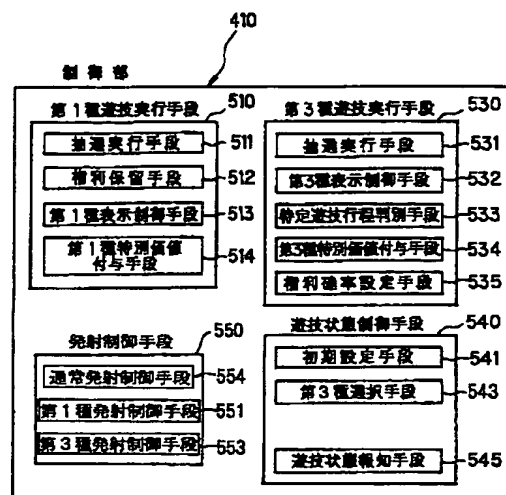 410
制御部
第1種遊技実行手段
510
抽選実行手段
511
権利保留手段
512
第1種表示制御手段
513
第1種特別価値
付与手段
514
第3種遊技実行手段
530
抽選実行手段
531
第3種表示制御手段
532
特定遊技行程判別手段
533
第3種特別価値付与手段
534
権利確率設定手段
535
発射制御手段
550
通常発射制御手段
554
第1種発射制御手段
551
第3種発射制御手段
553
遊技状態制御手段
540
初期設定手段
541
第3種選択手段
543
遊技状態報知手段
545